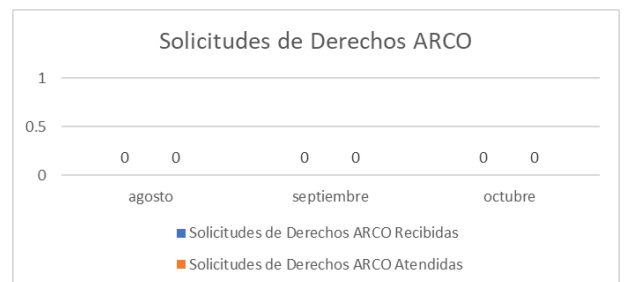 Solicitudes de Derechos ARCO
1
0.5
0 0 0 0 0 0
0
agosto septiembre octubre
Solicitudes de Derechos ARCO Recibidas
Solicitudes de Derechos ARCO Atendidas